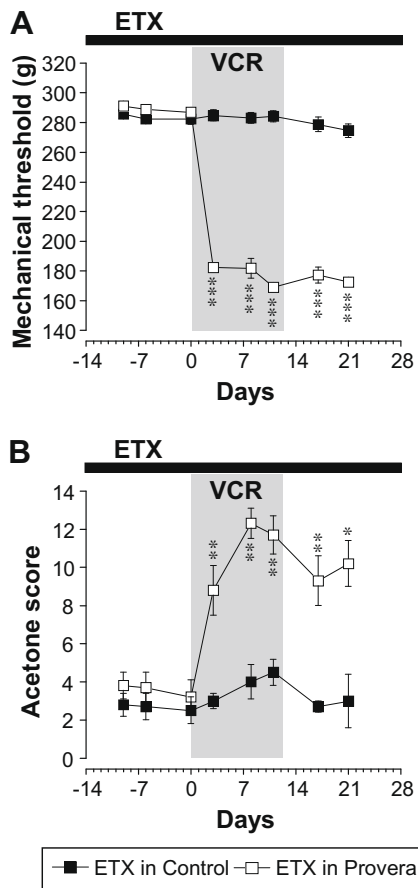 A
ETX
VCR
Mechanical threshold (g)
320
300
280
260
240
220
200
180
160
140
***
***
***
***
***
-14 -7 0 7 14 21 28
Days
B
ETX
VCR
Acetone score
14
12
10
8
6
4
2
0
**
**
**
**
*
-14 -7 0 7 14 21 28
Days
ETX in Control ETX in Provera